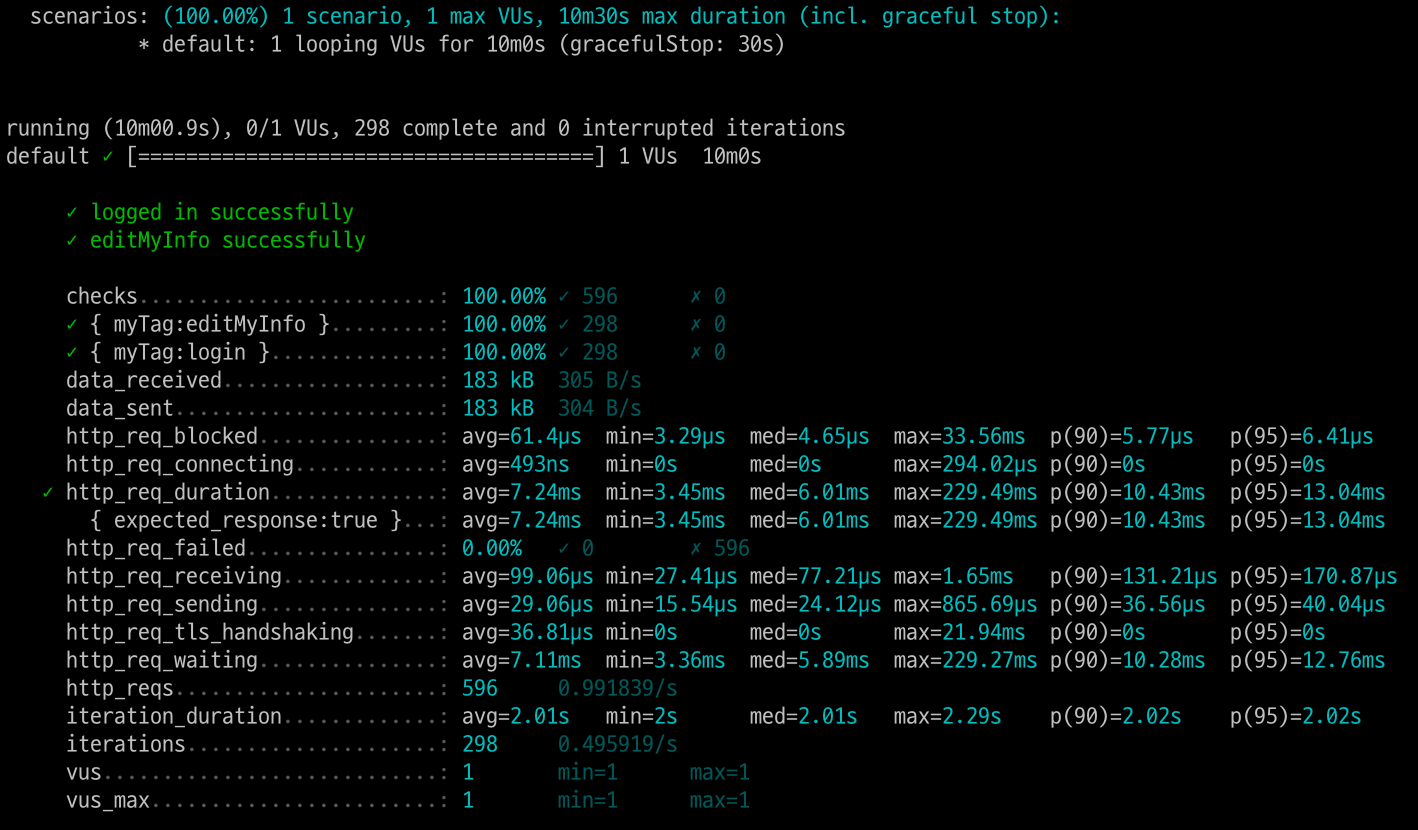 scenarios: (100.00%) 1 scenario, 1 max VUs, 10m30s max duration (incl. graceful stop):
* default: 1 looping VUs for 10m0s (gracefulStop: 30s)
running (10m00.9s), 0/1 VUs, 298 complete and 0 interrupted iterations
default ✓ [======================================] 1 VUs  10m0s
✓ logged in successfully
✓ editMyInfo successfully
checks.........................: 100.00% ✓ 596      ✗ 0
✓ { myTag:editMyInfo }.........: 100.00% ✓ 298      ✗ 0
✓ { myTag:login }..............: 100.00% ✓ 298      ✗ 0
data_received..................: 183 kB  305 B/s
data_sent......................: 183 kB  304 B/s
http_req_blocked...............: avg=61.4µs  min=3.29µs  med=4.65µs  max=33.56ms  p(90)=5.77µs   p(95)=6.41µs
http_req_connecting............: avg=493ns   min=0s      med=0s      max=294.02µs p(90)=0s       p(95)=0s
✓ http_req_duration..............: avg=7.24ms  min=3.45ms  med=6.01ms  max=229.49ms p(90)=10.43ms  p(95)=13.04ms
{ expected_response:true }...: avg=7.24ms  min=3.45ms  med=6.01ms  max=229.49ms p(90)=10.43ms  p(95)=13.04ms
http_req_failed................: 0.00%   ✓ 0        ✗ 596
http_req_receiving.............: avg=99.06µs min=27.41µs med=77.21µs max=1.65ms   p(90)=131.21µs p(95)=170.87µs
http_req_sending...............: avg=29.06µs min=15.54µs med=24.12µs max=865.69µs p(90)=36.56µs  p(95)=40.04µs
http_req_tls_handshaking.......: avg=36.81µs min=0s      med=0s      max=21.94ms  p(90)=0s       p(95)=0s
http_req_waiting...............: avg=7.11ms  min=3.36ms  med=5.89ms  max=229.27ms p(90)=10.28ms  p(95)=12.76ms
http_reqs......................: 596     0.991839/s
iteration_duration.............: avg=2.01s   min=2s      med=2.01s   max=2.29s    p(90)=2.02s    p(95)=2.02s
iterations.....................: 298     0.495919/s
vus............................: 1       min=1      max=1
vus_max........................: 1       min=1      max=1